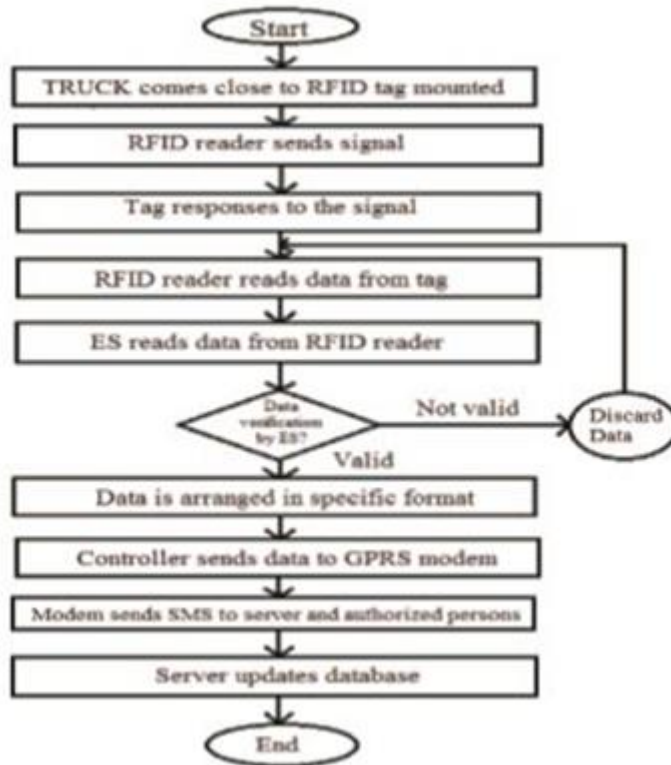 Start
TRUCK comes close to RFID tag mounted
RFID reader sends signal
Tag responses to the signal
RFID reader reads data from tag
ES reads data from RFID reader
Data
verification
by ES?
Not valid
Discard
Data
Valid
Data is arranged in specific format
Controller sends data to GPRS modem
Modem sends SMS to server and authorized persons
Server updates database
End